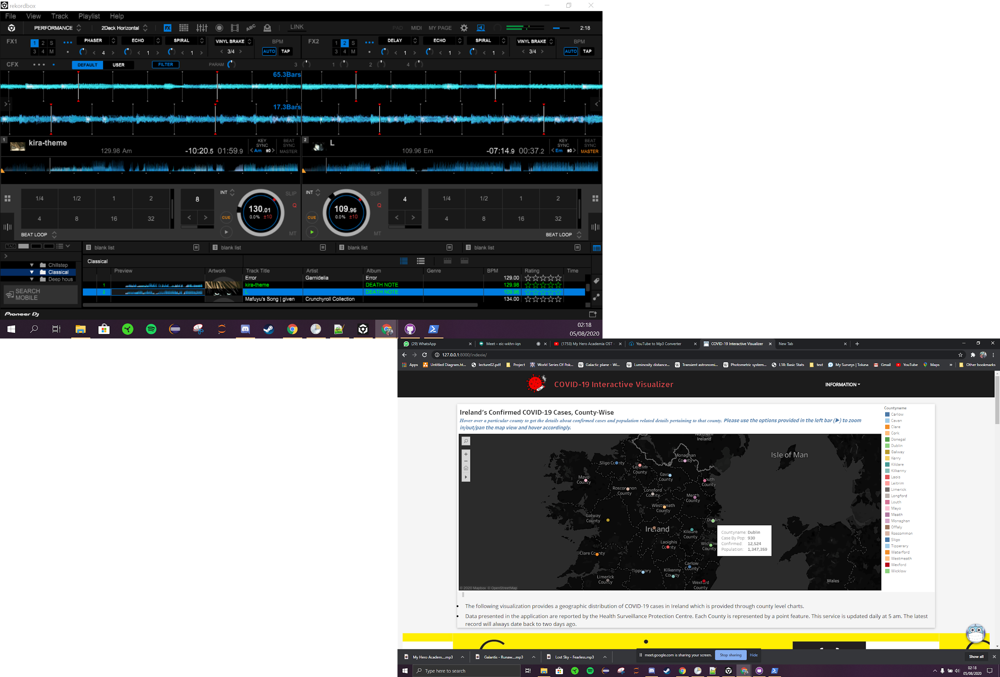 rekordbox
File View Track Playlist Help
PERFORMANCE 2Deck Horizontal FX ABC LINK PAD MIDI MY PAGE 2:18
FX1 1 2 S PHASER ECHO SPIRAL VINYL BRAKE BPM FX2 1 2 S DELAY ECHO SPIRAL VINYL BRAKE BPM
3 4 M < 4 > < 1 > < 1 > < 3/4 > AUTO TAP 3 4 M < 1 > < 1 > < 1 > < 3/4 > AUTO TAP
CFX DEFAULT USER FILTER PARAM 3 1 2 4
65.3Bars
17.3Bars
1 kira-theme KEY SYNC BEAT SYNC
129.98 Am -10:20.5 01:59.9 < Am ±0 > MASTER
2 L KEY SYNC BEAT SYNC
109.96 Em -07:14.9 00:37.2 < Em ±0 > MASTER
INT SLIP INT SLIP
1/4 1/2 1 2 8 130.01 Q 109.96 Q 4 1/4 1/2 1 2
0.0% ±10 0.0% ±10
4 8 16 32 < > CUE CUE < > 4 8 16 32
BEAT LOOP MT MT BEAT LOOP
TAG blank list blank list blank list blank list
Chillstep
Classical
Deep hous
SEARCH
MOBILE
Classical
Preview Artwork Track Title Artist Album Genre BPM Rating Time
Error Garnidelia Error 129.00
1 kira-theme DEATH NOTE 129.98
2 L DEATH NOTE 109.96
Mafuyu's Song | given Crunchyroll Collection 134.00
Pioneer Dj
02:18
05/08/2020
(29) WhatsApp Meet – eic-wkhn-iqn (1753) My Hero Academia OST - YouTube to Mp3 Converter COVID-19 Interactive Visualizer New Tab
127.0.0.1:8000/indexie/
Apps Untitled Diagram.ht... lecture02.pdf Project World Series Of Pok... Galactic plane - Wi... Luminosity distance... Transient astronomi... Photometric system... L18: Basic Stats text My Surveys | Toluna Gmail YouTube Maps » Other bookmarks
COVID-19 Interactive Visualizer INFORMATION
Ireland's Confirmed COVID-19 Cases, County-Wise
Hover over a particular county to get the details about confirmed cases and population related details pertaining to that county. Please use the options provided in the left bar (▶) to zoom
in/out/pan the map view and hover accordingly.
Northern
Ireland
Isle of Man
Monaghan
County
Sligo County
Leitrim
County
Cavan
County
Mayo
County
Louth
County
Roscommon
County
Longford
County
Meath
County
Westmeath
County
Galway
County
Dublin
Ireland
Kildare
County
Laoighis
County
Wicklow
County
Clare County
Carlow
County
Tipperary
Kilkenny
County
Limerick
County
Wexford
County
Wales
Countyname: Dublin
Case By Pop: 930
Confirmed: 12,524
Population: 1,347,359
© 2020 Mapbox © OpenStreetMap
Countyname
Carlow
Cavan
Clare
Cork
Donegal
Dublin
Galway
Kerry
Kildare
Kilkenny
Laois
Leitrim
Limerick
Longford
Louth
Mayo
Meath
Monaghan
Offaly
Roscommon
Sligo
Tipperary
Waterford
Westmeath
Wexford
Wicklow
The following visualization provides a geographic distribution of COVID-19 cases in Ireland which is provided through county level charts.
Data presented in the application are reported by the Health Surveillance Protection Centre. Each County is represented by a point feature. This service is updated daily at 5 am. The latest
record will always date back to two days ago.
My Hero Academ....mp3 Galantis - Runaw....mp3 Lost Sky - Fearless.mp3 meet.google.com is sharing your screen. Stop sharing Hide Show all
Type here to search
02:18
05/08/2020